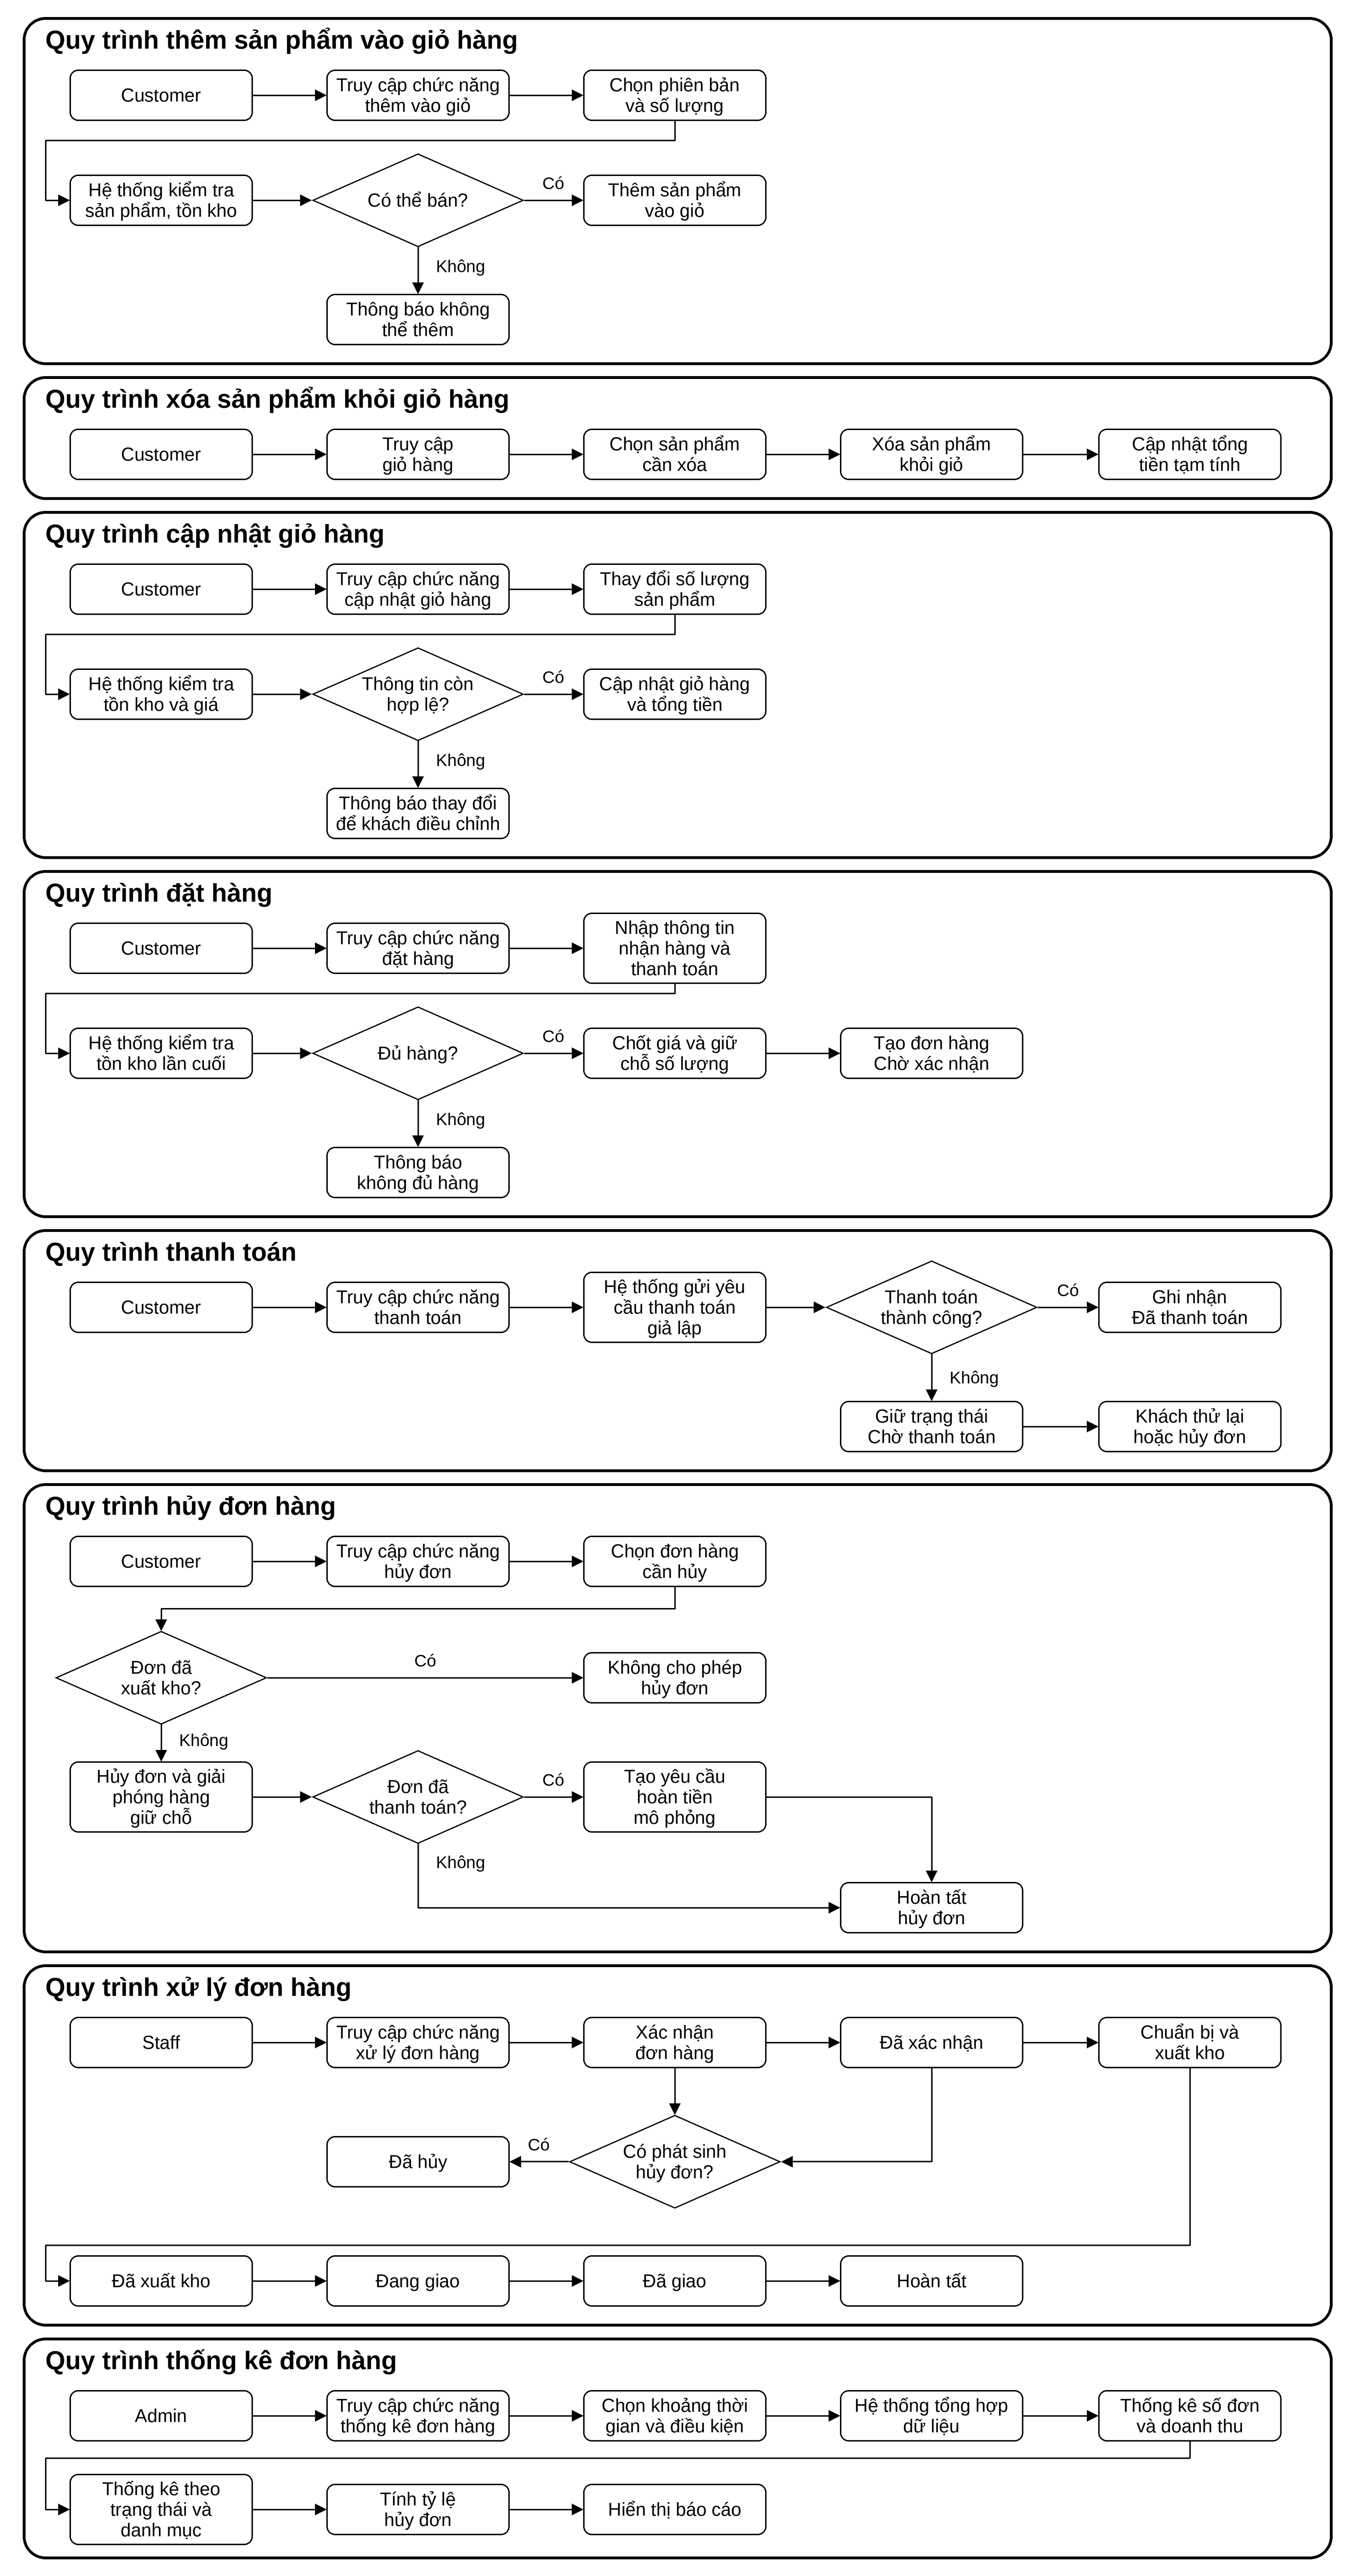 Quy trình thêm sản phẩm vào giỏ hàng
Customer
Truy cập chức năng
thêm vào giỏ
Chọn phiên bản
và số lượng
Hệ thống kiểm tra
sản phẩm, tồn kho
Có thể bán?
Có
Thêm sản phẩm
vào giỏ
Không
Thông báo không
thể thêm
Quy trình xóa sản phẩm khỏi giỏ hàng
Customer
Truy cập
giỏ hàng
Chọn sản phẩm
cần xóa
Xóa sản phẩm
khỏi giỏ
Cập nhật tổng
tiền tạm tính
Quy trình cập nhật giỏ hàng
Customer
Truy cập chức năng
cập nhật giỏ hàng
Thay đổi số lượng
sản phẩm
Hệ thống kiểm tra
tồn kho và giá
Thông tin còn
hợp lệ?
Có
Cập nhật giỏ hàng
và tổng tiền
Không
Thông báo thay đổi
để khách điều chỉnh
Quy trình đặt hàng
Customer
Truy cập chức năng
đặt hàng
Nhập thông tin
nhận hàng và
thanh toán
Hệ thống kiểm tra
tồn kho lần cuối
Đủ hàng?
Có
Chốt giá và giữ
chỗ số lượng
Tạo đơn hàng
Chờ xác nhận
Không
Thông báo
không đủ hàng
Quy trình thanh toán
Customer
Truy cập chức năng
thanh toán
Hệ thống gửi yêu
cầu thanh toán
giả lập
Thanh toán
thành công?
Có
Ghi nhận
Đã thanh toán
Không
Giữ trạng thái
Chờ thanh toán
Khách thử lại
hoặc hủy đơn
Quy trình hủy đơn hàng
Customer
Truy cập chức năng
hủy đơn
Chọn đơn hàng
cần hủy
Đơn đã
xuất kho?
Có
Không cho phép
hủy đơn
Không
Hủy đơn và giải
phóng hàng
giữ chỗ
Đơn đã
thanh toán?
Có
Tạo yêu cầu
hoàn tiền
mô phỏng
Không
Hoàn tất
hủy đơn
Quy trình xử lý đơn hàng
Staff
Truy cập chức năng
xử lý đơn hàng
Xác nhận
đơn hàng
Đã xác nhận
Chuẩn bị và
xuất kho
Đã hủy
Có
Có phát sinh
hủy đơn?
Đã xuất kho
Đang giao
Đã giao
Hoàn tất
Quy trình thống kê đơn hàng
Admin
Truy cập chức năng
thống kê đơn hàng
Chọn khoảng thời
gian và điều kiện
Hệ thống tổng hợp
dữ liệu
Thống kê số đơn
và doanh thu
Thống kê theo
trạng thái và
danh mục
Tính tỷ lệ
hủy đơn
Hiển thị báo cáo